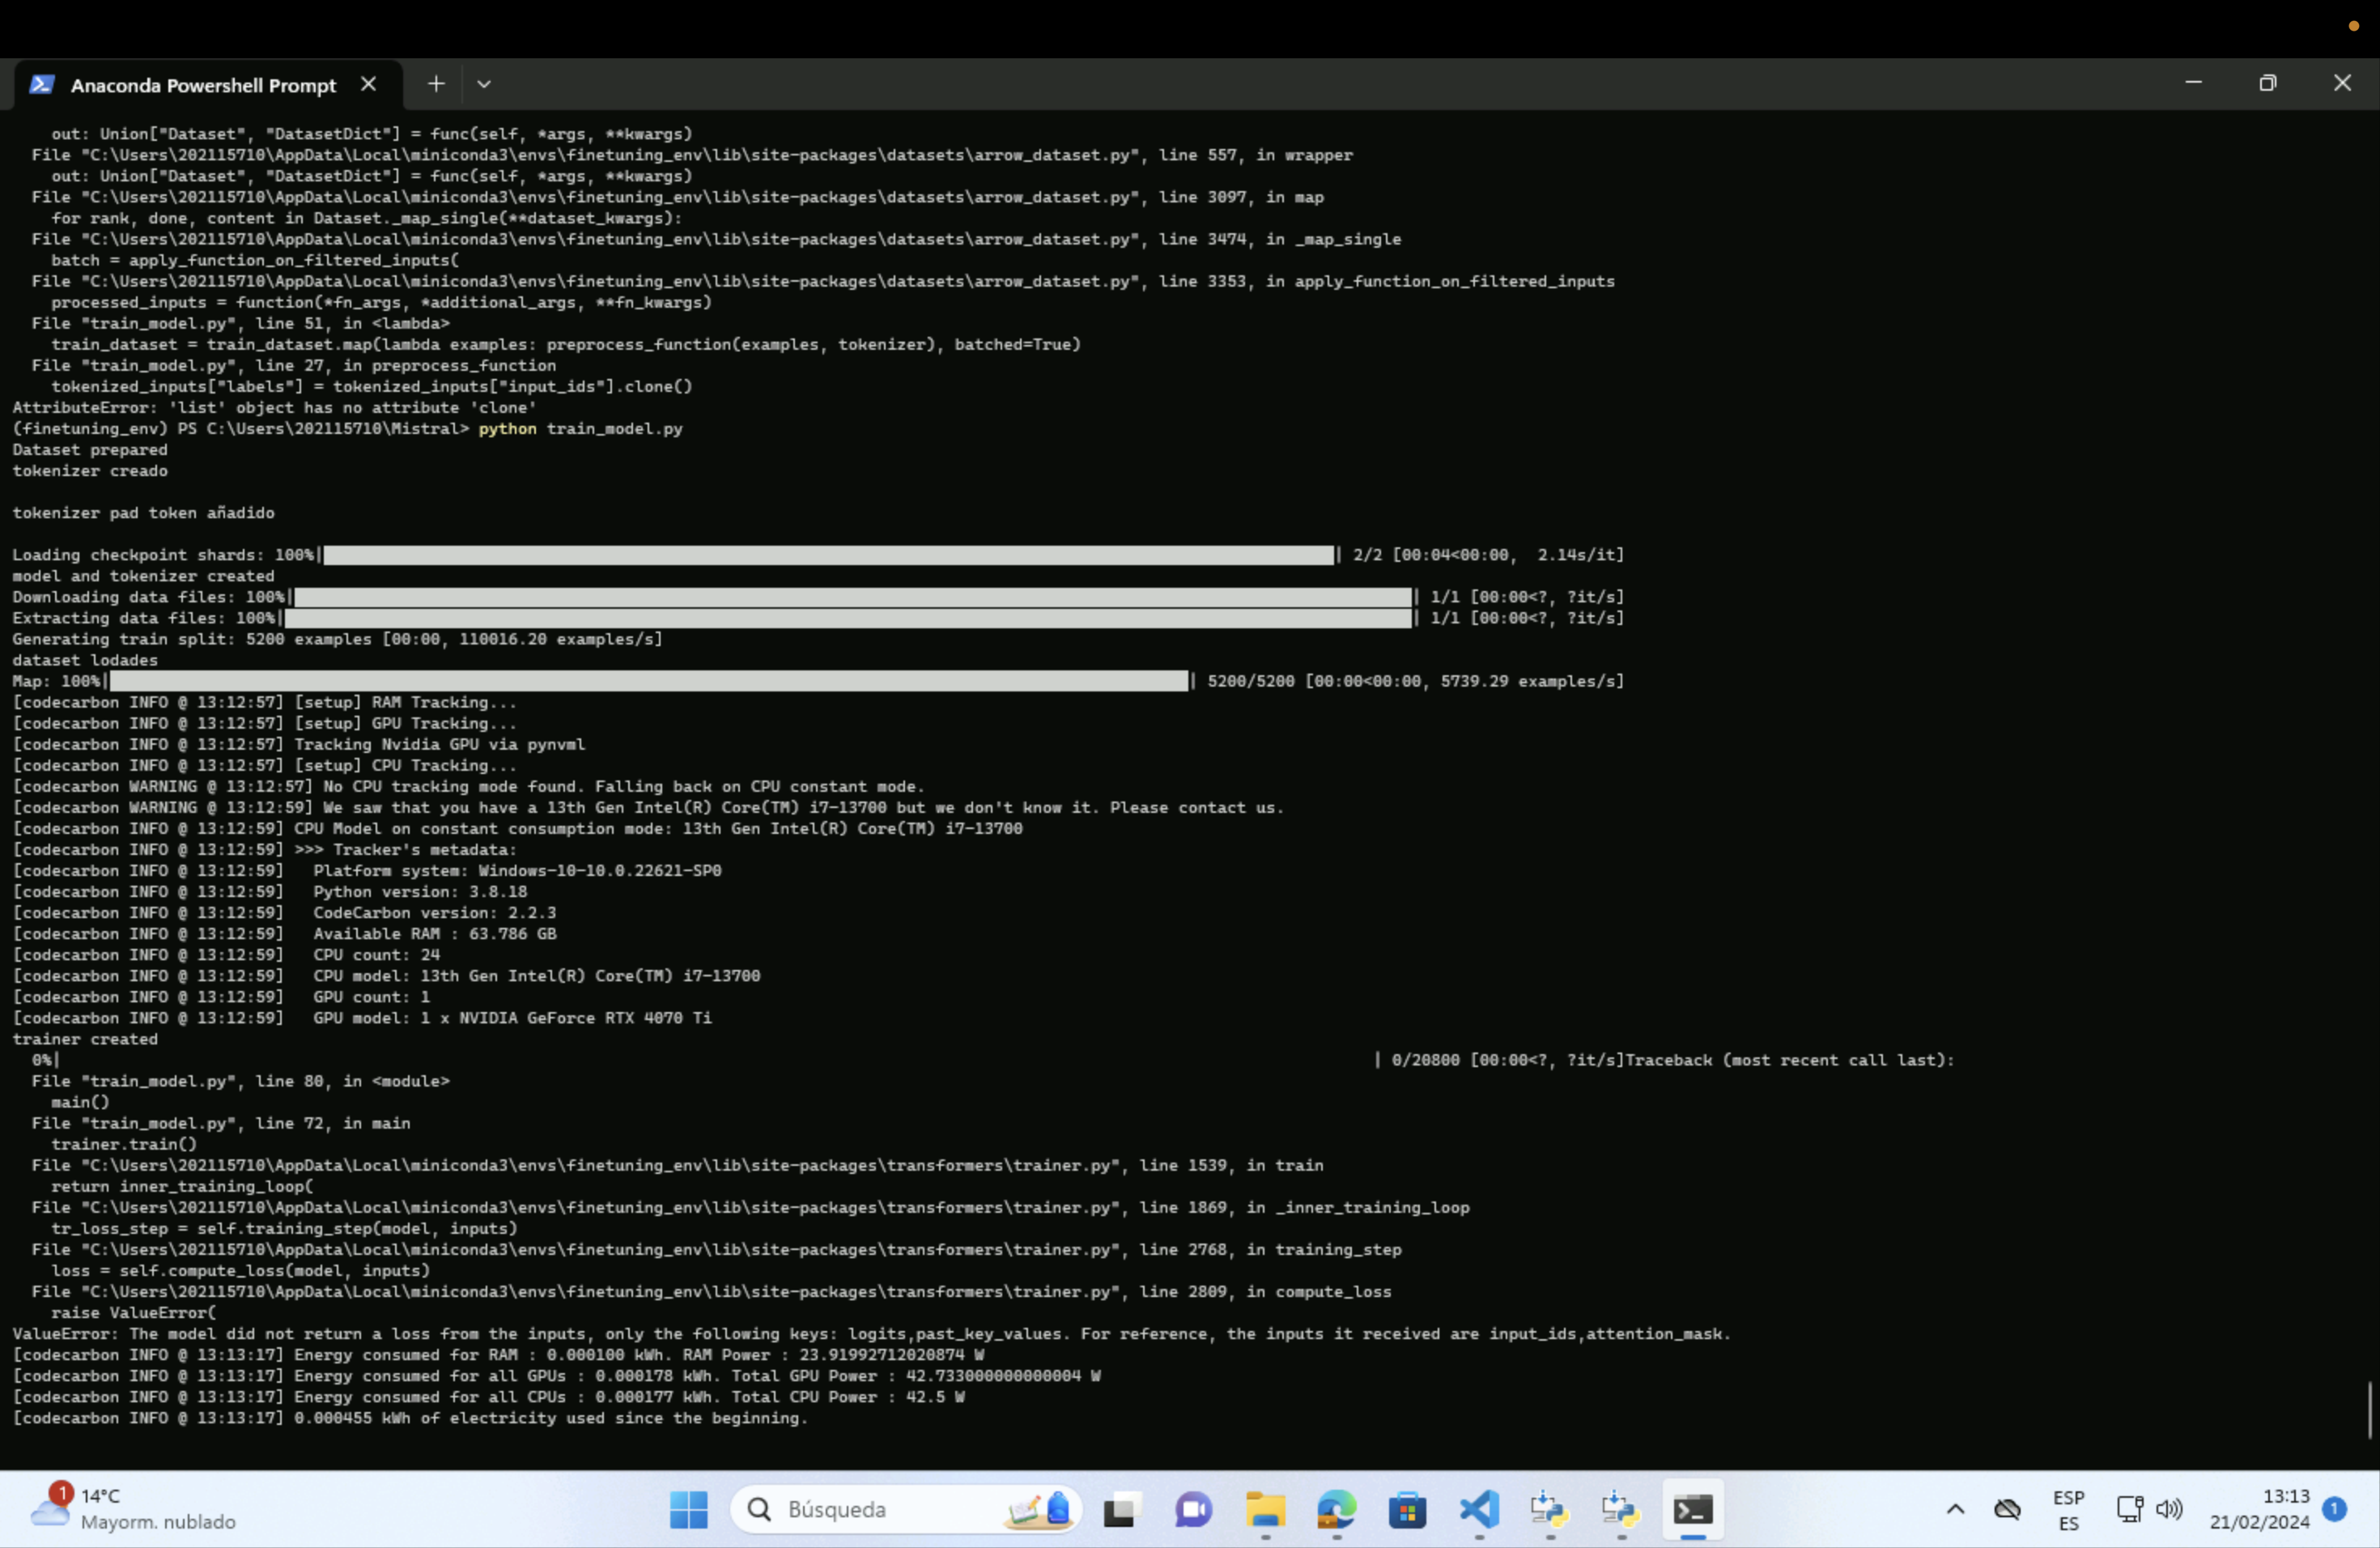 Anaconda Powershell Prompt
out: Union["Dataset", "DatasetDict"] = func(self, *args, **kwargs)
File "C:\Users\202115710\AppData\Local\miniconda3\envs\finetuning_env\lib\site-packages\datasets\arrow_dataset.py", line 557, in wrapper
out: Union["Dataset", "DatasetDict"] = func(self, *args, **kwargs)
File "C:\Users\202115710\AppData\Local\miniconda3\envs\finetuning_env\lib\site-packages\datasets\arrow_dataset.py", line 3097, in map
for rank, done, content in Dataset._map_single(**dataset_kwargs):
File "C:\Users\202115710\AppData\Local\miniconda3\envs\finetuning_env\lib\site-packages\datasets\arrow_dataset.py", line 3474, in _map_single
batch = apply_function_on_filtered_inputs(
File "C:\Users\202115710\AppData\Local\miniconda3\envs\finetuning_env\lib\site-packages\datasets\arrow_dataset.py", line 3353, in apply_function_on_filtered_inputs
processed_inputs = function(*fn_args, *additional_args, **fn_kwargs)
File "train_model.py", line 51, in <lambda>
train_dataset = train_dataset.map(lambda examples: preprocess_function(examples, tokenizer), batched=True)
File "train_model.py", line 27, in preprocess_function
tokenized_inputs["labels"] = tokenized_inputs["input_ids"].clone()
AttributeError: 'list' object has no attribute 'clone'
(finetuning_env) PS C:\Users\202115710\Mistral> python train_model.py
Dataset prepared
tokenizer creado
tokenizer pad token añadido
Loading checkpoint shards: 100%| | 2/2 [00:04<00:00, 2.14s/it]
model and tokenizer created
Downloading data files: 100%| | 1/1 [00:00<?, ?it/s]
Extracting data files: 100%| | 1/1 [00:00<?, ?it/s]
Generating train split: 5200 examples [00:00, 110016.20 examples/s]
dataset lodades
Map: 100%| | 5200/5200 [00:00<00:00, 5739.29 examples/s]
[codecarbon INFO @ 13:12:57] [setup] RAM Tracking...
[codecarbon INFO @ 13:12:57] [setup] GPU Tracking...
[codecarbon INFO @ 13:12:57] Tracking Nvidia GPU via pynvml
[codecarbon INFO @ 13:12:57] [setup] CPU Tracking...
[codecarbon WARNING @ 13:12:57] No CPU tracking mode found. Falling back on CPU constant mode.
[codecarbon WARNING @ 13:12:59] We saw that you have a 13th Gen Intel(R) Core(TM) i7-13700 but we don't know it. Please contact us.
[codecarbon INFO @ 13:12:59] CPU Model on constant consumption mode: 13th Gen Intel(R) Core(TM) i7-13700
[codecarbon INFO @ 13:12:59] >>> Tracker's metadata:
[codecarbon INFO @ 13:12:59] Platform system: Windows-10-10.0.22621-SP0
[codecarbon INFO @ 13:12:59] Python version: 3.8.18
[codecarbon INFO @ 13:12:59] CodeCarbon version: 2.2.3
[codecarbon INFO @ 13:12:59] Available RAM : 63.786 GB
[codecarbon INFO @ 13:12:59] CPU count: 24
[codecarbon INFO @ 13:12:59] CPU model: 13th Gen Intel(R) Core(TM) i7-13700
[codecarbon INFO @ 13:12:59] GPU count: 1
[codecarbon INFO @ 13:12:59] GPU model: 1 x NVIDIA GeForce RTX 4070 Ti
trainer created
0%| | 0/20800 [00:00<?, ?it/s]Traceback (most recent call last):
File "train_model.py", line 80, in <module>
main()
File "train_model.py", line 72, in main
trainer.train()
File "C:\Users\202115710\AppData\Local\miniconda3\envs\finetuning_env\lib\site-packages\transformers\trainer.py", line 1539, in train
return inner_training_loop(
File "C:\Users\202115710\AppData\Local\miniconda3\envs\finetuning_env\lib\site-packages\transformers\trainer.py", line 1869, in _inner_training_loop
tr_loss_step = self.training_step(model, inputs)
File "C:\Users\202115710\AppData\Local\miniconda3\envs\finetuning_env\lib\site-packages\transformers\trainer.py", line 2768, in training_step
loss = self.compute_loss(model, inputs)
File "C:\Users\202115710\AppData\Local\miniconda3\envs\finetuning_env\lib\site-packages\transformers\trainer.py", line 2809, in compute_loss
raise ValueError(
ValueError: The model did not return a loss from the inputs, only the following keys: logits,past_key_values. For reference, the inputs it received are input_ids,attention_mask.
[codecarbon INFO @ 13:13:17] Energy consumed for RAM : 0.000100 kWh. RAM Power : 23.91992712020874 W
[codecarbon INFO @ 13:13:17] Energy consumed for all GPUs : 0.000178 kWh. Total GPU Power : 42.733000000000004 W
[codecarbon INFO @ 13:13:17] Energy consumed for all CPUs : 0.000177 kWh. Total CPU Power : 42.5 W
[codecarbon INFO @ 13:13:17] 0.000455 kWh of electricity used since the beginning.
1
14°C
Mayorm. nublado
Búsqueda
ESP
ES
13:13
21/02/2024
1